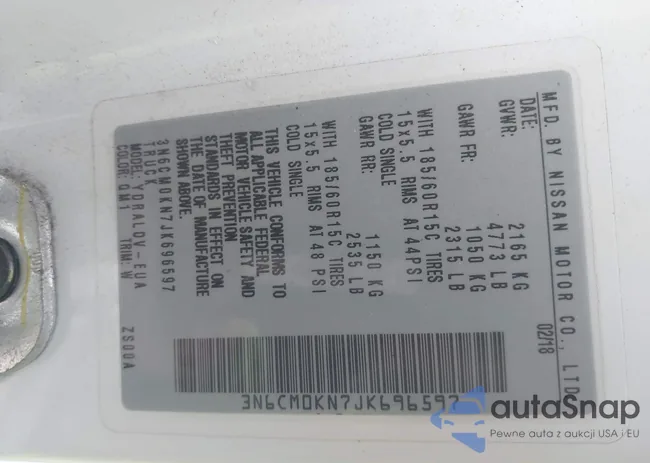 MFD. BY NISSAN MOTOR CO., LTD
DATE: 02/18
GVWR: 2165 KG
4773 LB
GAWR FR: 1050 KG
2315 LB
WITH 185/60R15C TIRES
15x5.5 RIMS AT 44PSI
COLD SINGLE
GAWR RR: 1150 KG
2535 LB
WITH 185/60R15C TIRES
15x5.5 RIMS AT 48 PSI
COLD SINGLE
THIS VEHICLE CONFORMS TO
ALL APPLICABLE FEDERAL
MOTOR VEHICLE SAFETY AND
THEFT PREVENTION
STANDARDS IN EFFECT ON
THE DATE OF MANUFACTURE
SHOWN ABOVE.
3N6CM0KN7JK696597
TRUCK
MODEL: YDRALDV-EUA
COLOR: QM1 TRIM: W ZS00A
3N6CM0KN7JK696597
autoSnap
Pewne auta z aukcji USA i EU